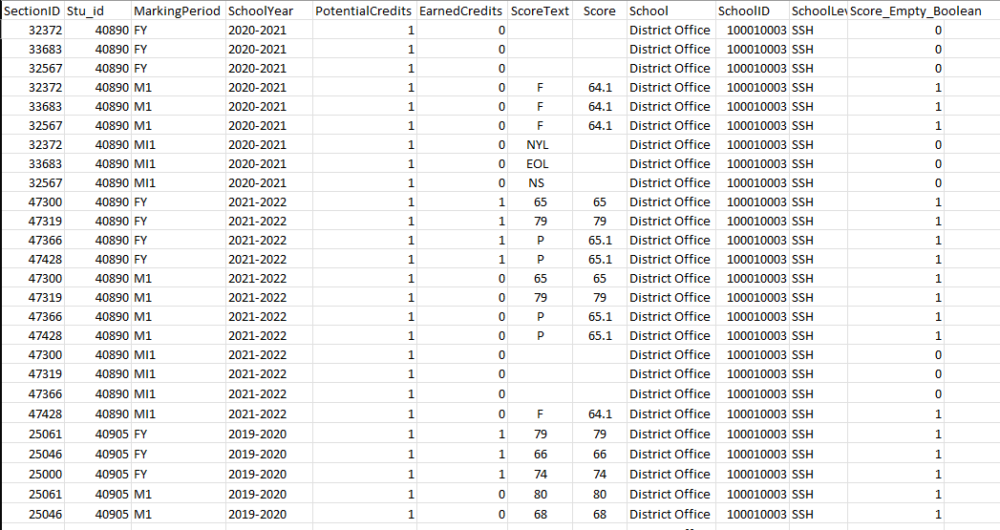 SectionID Stu_id MarkingPeriod SchoolYear PotentialCredits EarnedCredits ScoreText Score School SchoolID SchoolLev Score_Empty_Boolean
32372 40890 FY 2020-2021 1 0 District Office 100010003 SSH 0
33683 40890 FY 2020-2021 1 0 District Office 100010003 SSH 0
32567 40890 FY 2020-2021 1 0 District Office 100010003 SSH 0
32372 40890 M1 2020-2021 1 0 F 64.1 District Office 100010003 SSH 1
33683 40890 M1 2020-2021 1 0 F 64.1 District Office 100010003 SSH 1
32567 40890 M1 2020-2021 1 0 F 64.1 District Office 100010003 SSH 1
32372 40890 MI1 2020-2021 1 0 NYL District Office 100010003 SSH 0
33683 40890 MI1 2020-2021 1 0 EOL District Office 100010003 SSH 0
32567 40890 MI1 2020-2021 1 0 NS District Office 100010003 SSH 0
47300 40890 FY 2021-2022 1 1 65 65 District Office 100010003 SSH 1
47319 40890 FY 2021-2022 1 1 79 79 District Office 100010003 SSH 1
47366 40890 FY 2021-2022 1 1 P 65.1 District Office 100010003 SSH 1
47428 40890 FY 2021-2022 1 1 P 65.1 District Office 100010003 SSH 1
47300 40890 M1 2021-2022 1 0 65 65 District Office 100010003 SSH 1
47319 40890 M1 2021-2022 1 0 79 79 District Office 100010003 SSH 1
47366 40890 M1 2021-2022 1 0 P 65.1 District Office 100010003 SSH 1
47428 40890 M1 2021-2022 1 0 P 65.1 District Office 100010003 SSH 1
47300 40890 MI1 2021-2022 1 0 District Office 100010003 SSH 0
47319 40890 MI1 2021-2022 1 0 District Office 100010003 SSH 0
47366 40890 MI1 2021-2022 1 0 District Office 100010003 SSH 0
47428 40890 MI1 2021-2022 1 0 F 64.1 District Office 100010003 SSH 1
25061 40905 FY 2019-2020 1 1 79 79 District Office 100010003 SSH 1
25046 40905 FY 2019-2020 1 1 66 66 District Office 100010003 SSH 1
25000 40905 FY 2019-2020 1 1 74 74 District Office 100010003 SSH 1
25061 40905 M1 2019-2020 1 0 80 80 District Office 100010003 SSH 1
25046 40905 M1 2019-2020 1 0 68 68 District Office 100010003 SSH 1